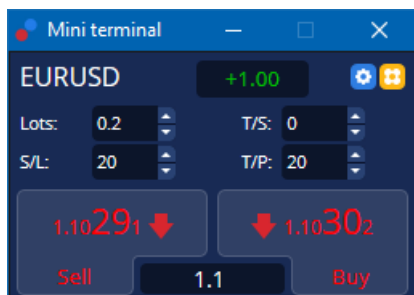 Mini terminal
EURUSD +1.00
Lots: 0.2 T/S: 0
S/L: 20 T/P: 20
1.10291 1.10302
Sell 1.1 Buy